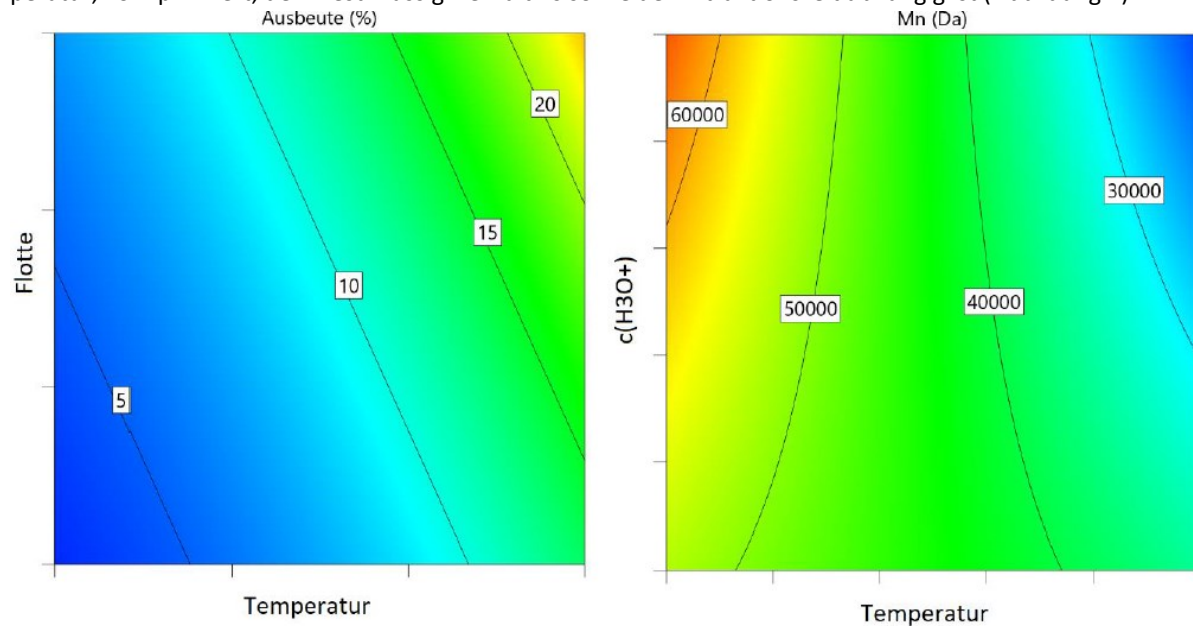 Ausbeute (%)
Mn (Da)
20
60000
30000
15
Flotte
10
c(H3O+)
50000
40000
5
Temperatur
Temperatur